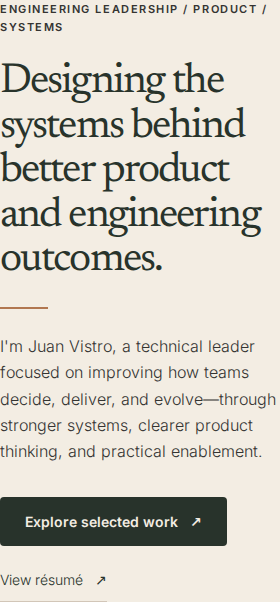 ENGINEERING LEADERSHIP / PRODUCT /
SYSTEMS
Designing the
systems behind
better product
and engineering
outcomes.
I'm Juan Vistro, a technical leader
focused on improving how teams
decide, deliver, and evolve—through
stronger systems, clearer product
thinking, and practical enablement.
Explore selected work ↗
View résumé ↗